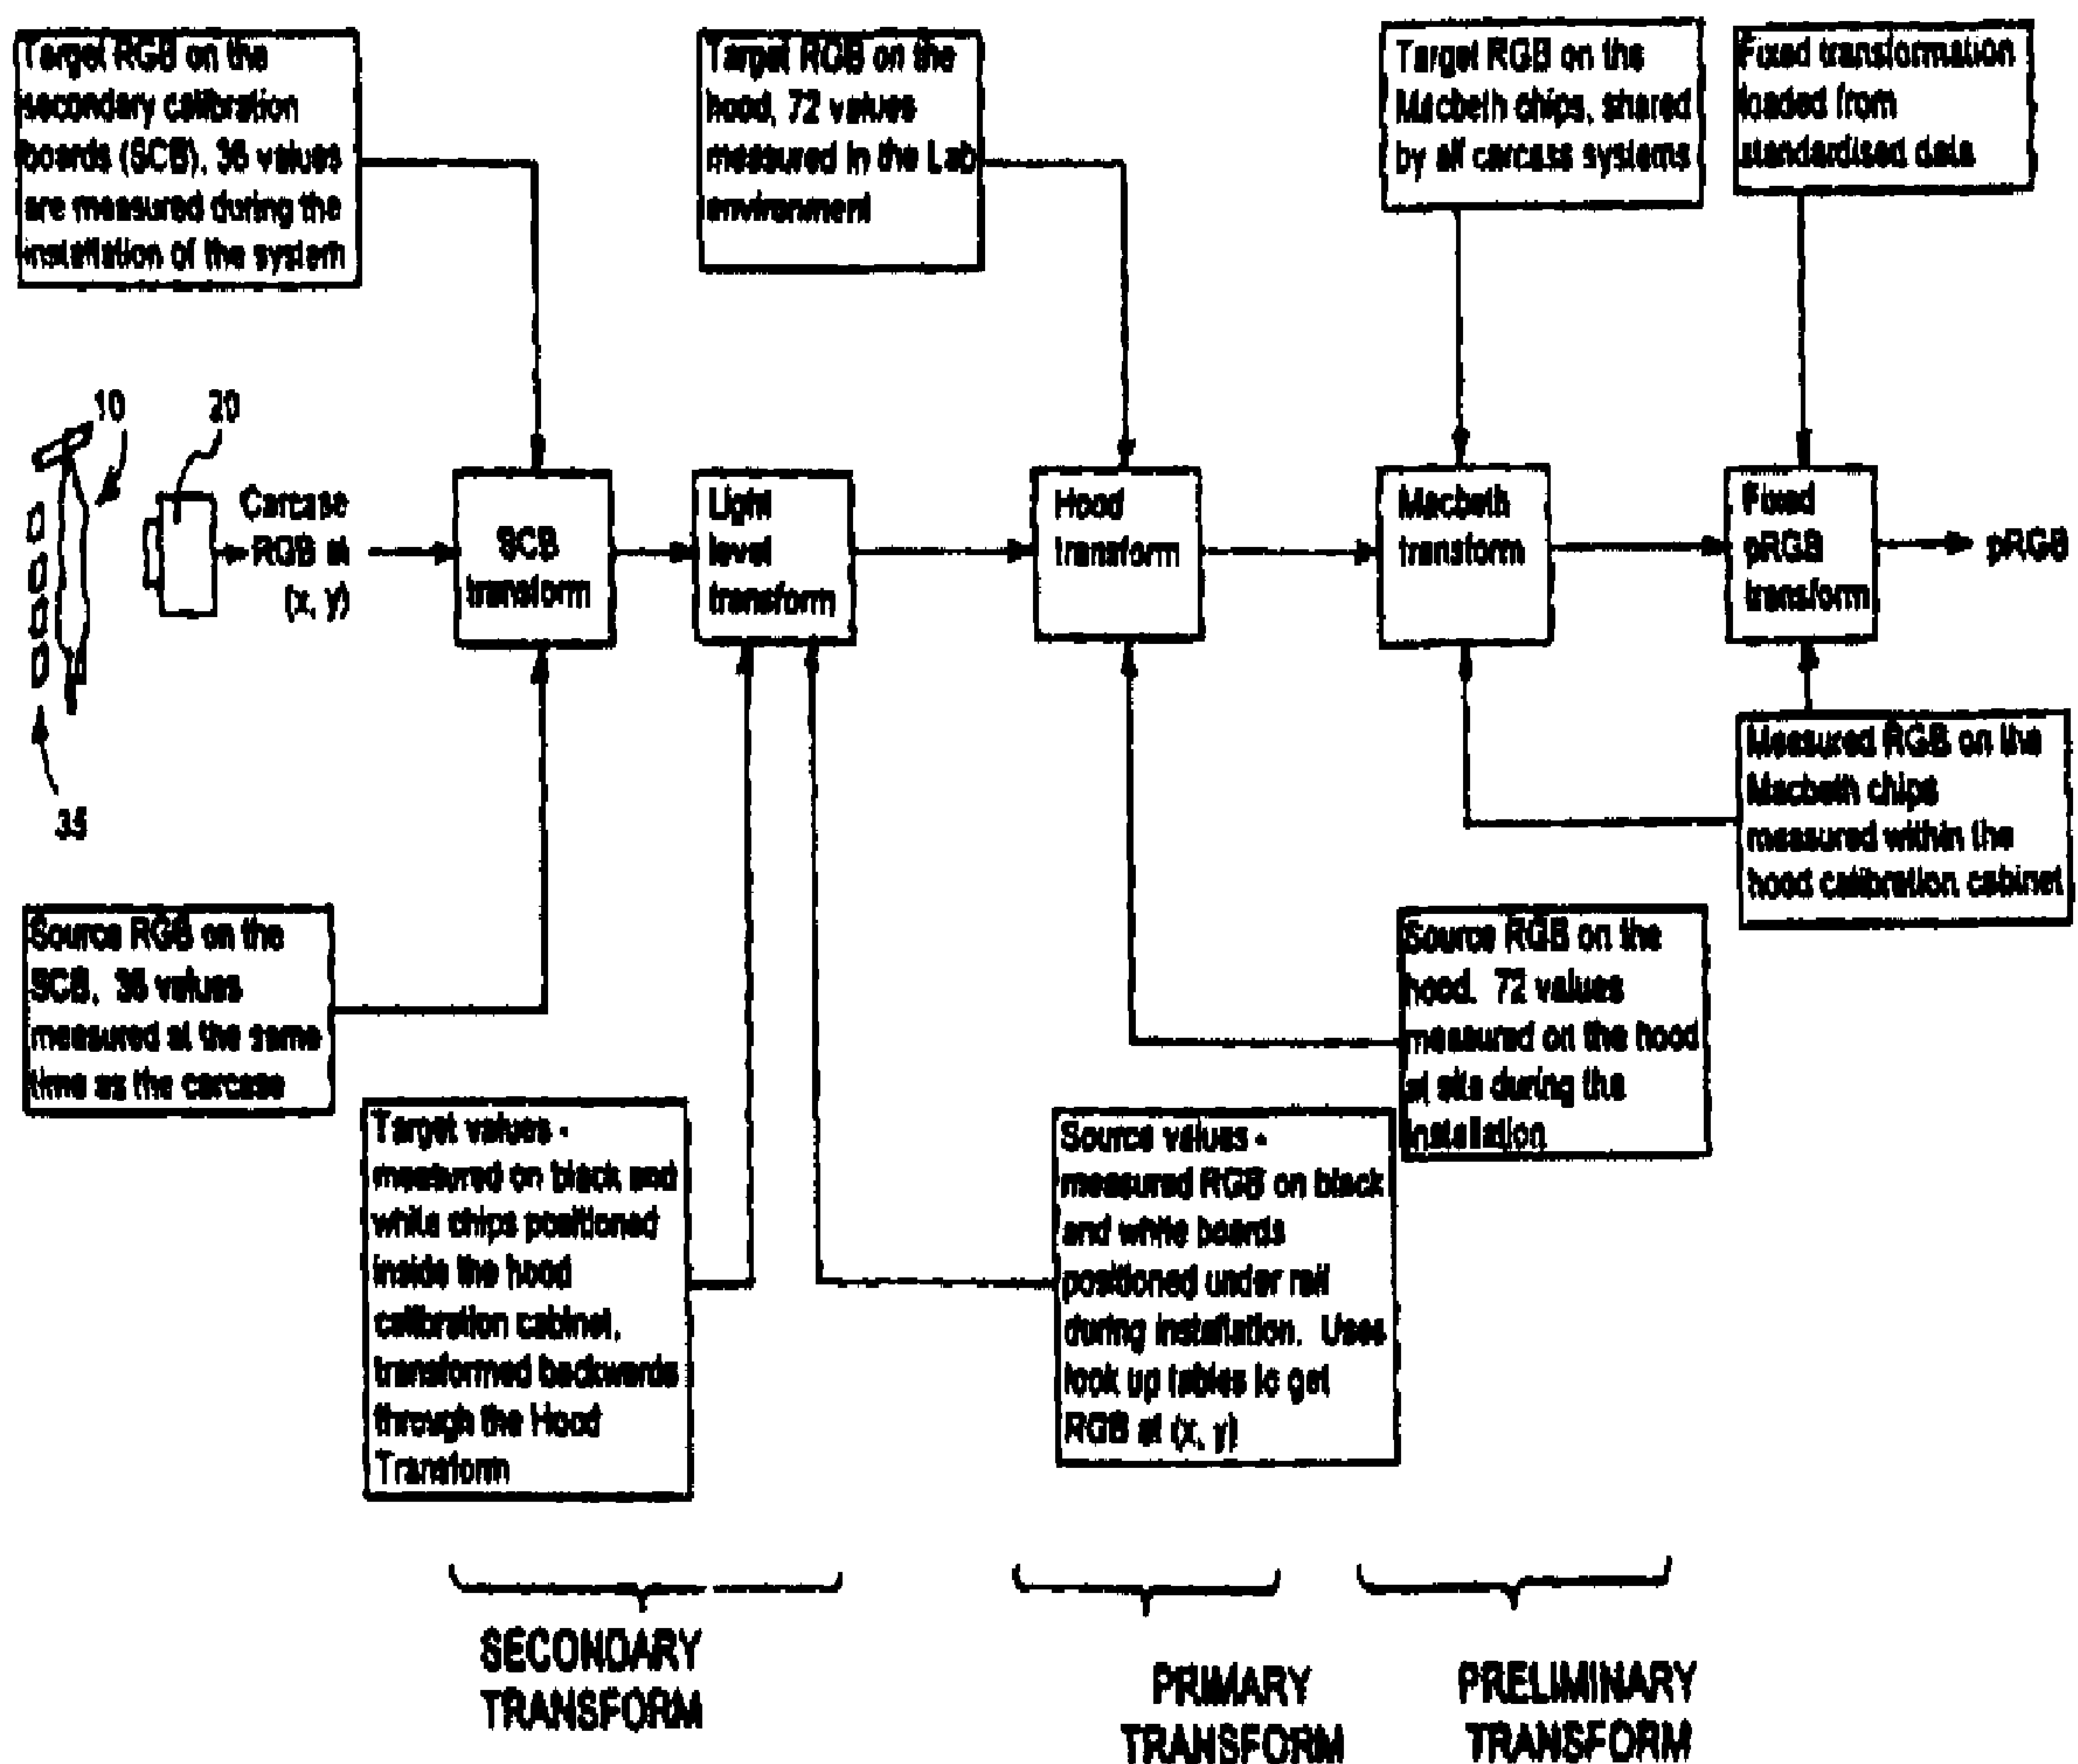 Target RGB on the
secondary calibration
boards (SCB), 36 values
are measured during the
installation of the system
Target RGB on the
hood, 72 values
measured in the Lab
environment
Target RGB on the
Macbeth chips, shared
by all carcass systems
Fixed transformation
loaded from
standardised data
10
20
35
Carcase
RGB at
(x, y)
SCB
transform
Light
level
transform
Hood
transform
Macbeth
transform
Fixed
pRGB
transform
pRGB
Measured RGB on the
Macbeth chips
measured within the
hood calibration cabinet
Source RGB on the
SCB. 36 values
measured at the same
time as the carcase
Source RGB on the
hood. 72 values
measured on the hood
at site during the
installation
Target values -
measured on black and
while chips positioned
inside the hood
calibration cabinet,
transformed backwards
through the Hood
Transform
Source values -
measured RGB on black
and white boards
positioned under rail
during installation. Uses
look up tables to get
RGB at (x, y)
SECONDARY
TRANSFORM
PRIMARY
TRANSFORM
PRELIMINARY
TRANSFORM